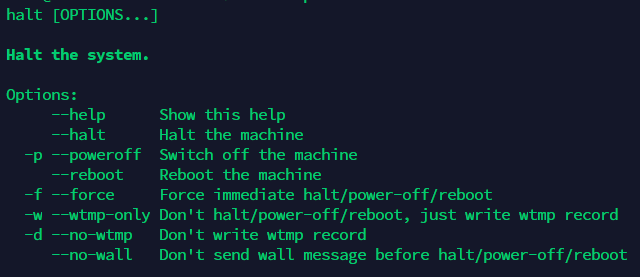 halt [OPTIONS...]
Halt the system.
Options:
--help Show this help
--halt Halt the machine
-p --poweroff Switch off the machine
--reboot Reboot the machine
-f --force Force immediate halt/power-off/reboot
-w --wtmp-only Don't halt/power-off/reboot, just write wtmp record
-d --no-wtmp Don't write wtmp record
--no-wall Don't send wall message before halt/power-off/reboot